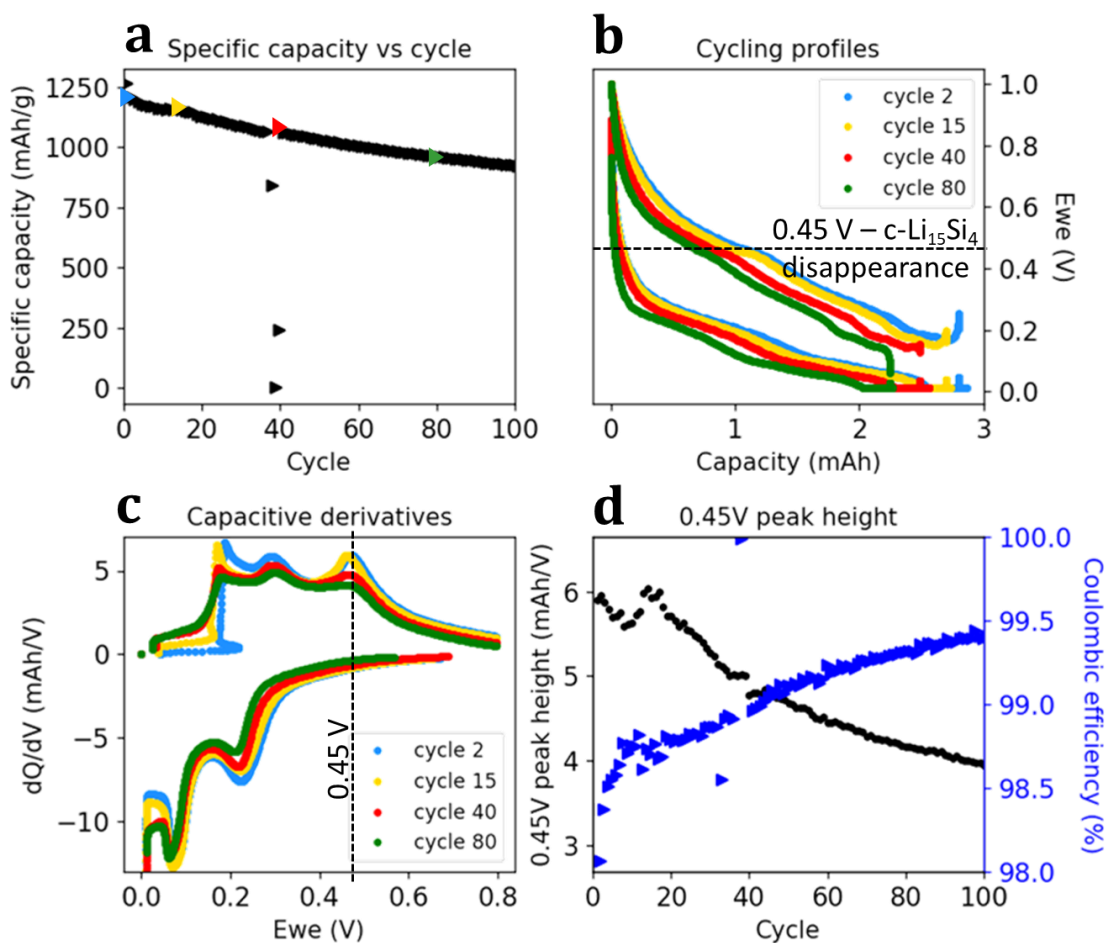 a
Specific capacity vs cycle
1250
1000
750
500
250
0
Specific capacity (mAh/g)
0 20 40 60 80 100
Cycle
b
Cycling profiles
cycle 2
cycle 15
cycle 40
cycle 80
0.45 V – c-Li₁₅Si₄
disappearance
1.0
0.8
0.6
0.4
0.2
0.0
Ewe (V)
0 1 2 3
Capacity (mAh)
c
Capacitive derivatives
5
0
−5
−10
dQ/dV (mAh/V)
0.45 V
cycle 2
cycle 15
cycle 40
cycle 80
0.0 0.2 0.4 0.6 0.8
Ewe (V)
d
0.45V peak height
6
5
4
3
0.45V peak height (mAh/V)
100.0
99.5
99.0
98.5
98.0
Coulombic efficiency (%)
0 20 40 60 80 100
Cycle